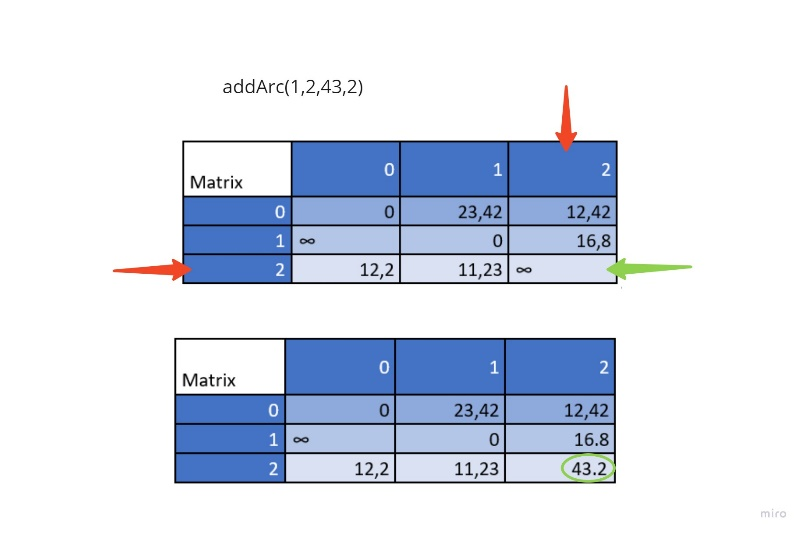 addArc(1,2,43,2)
Matrix 0 1 2
0 0 23,42 12,42
1 ∞ 0 16,8
2 12,2 11,23 ∞
Matrix 0 1 2
0 0 23,42 12,42
1 ∞ 0 16.8
2 12,2 11,23 43.2
miro